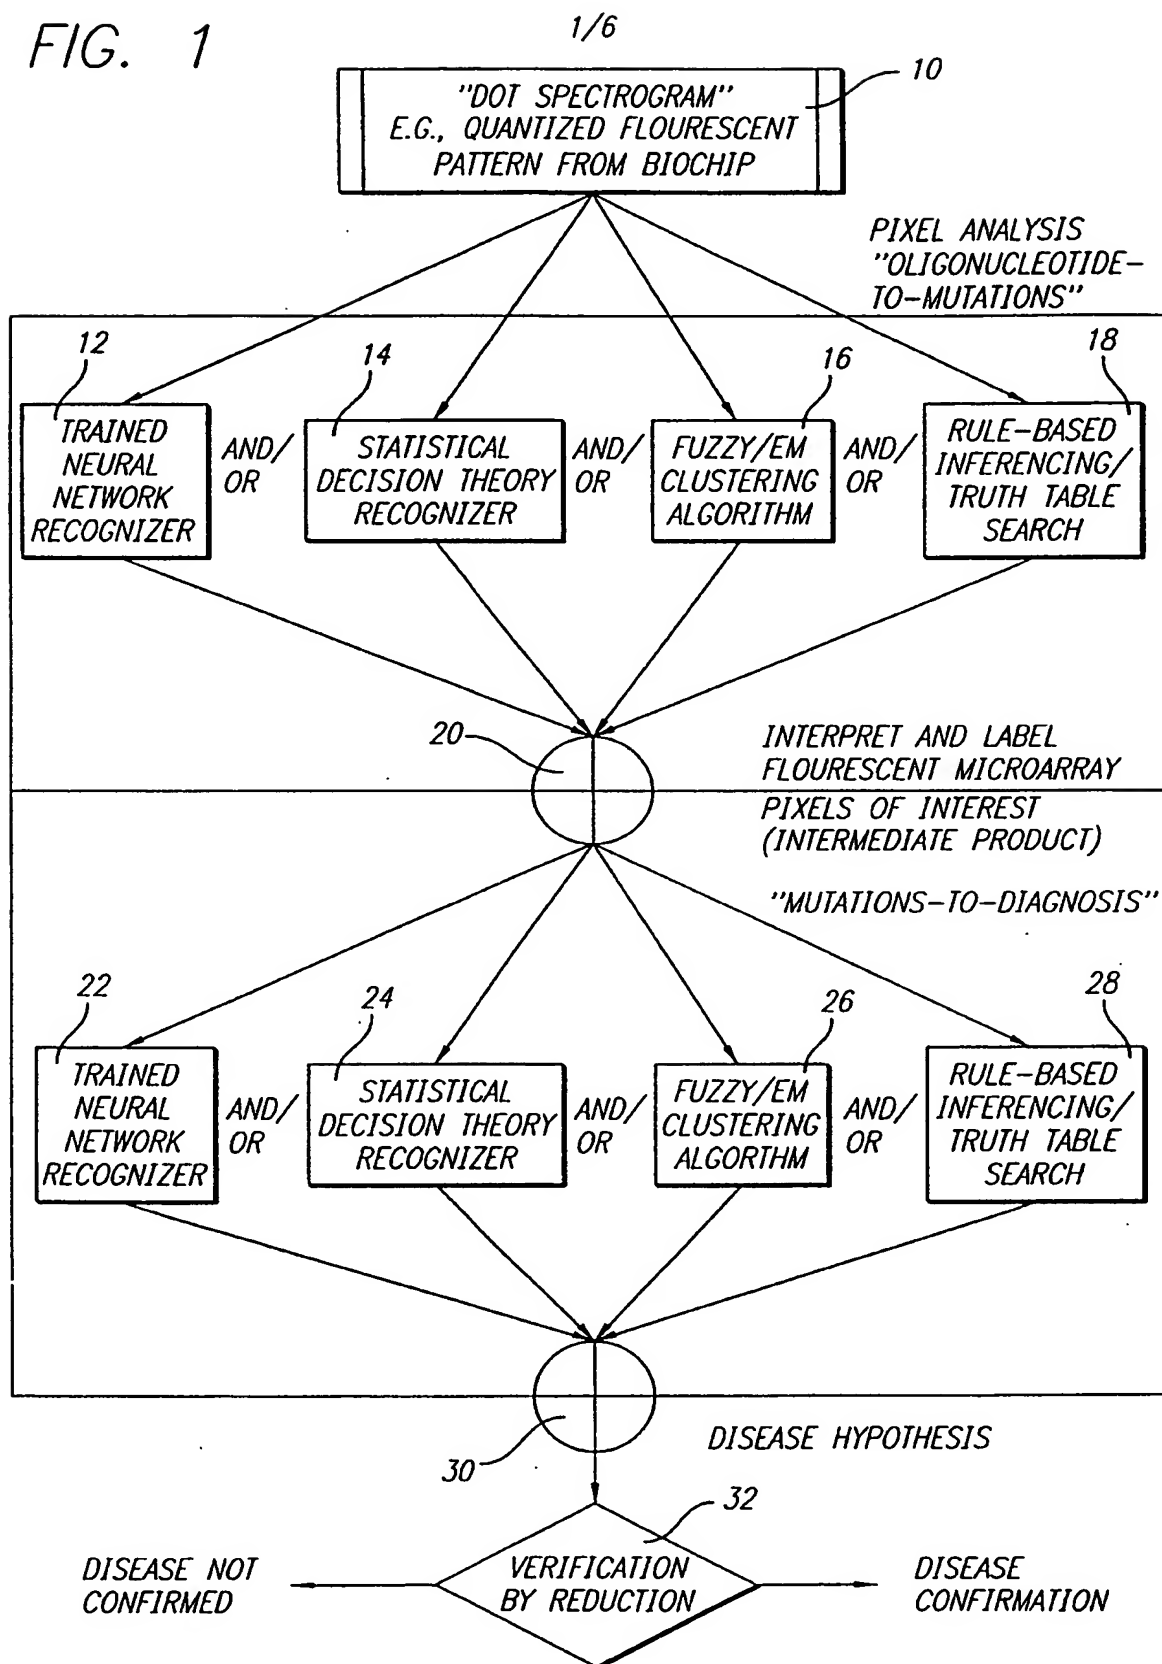 FIG. 1
1/6
10
"DOT SPECTROGRAM"
E.G., QUANTIZED FLOURESCENT
PATTERN FROM BIOCHIP
PIXEL ANALYSIS
"OLIGONUCLEOTIDE-
TO-MUTATIONS"
12
14
16
18
TRAINED
NEURAL
NETWORK
RECOGNIZER
AND/
OR
STATISTICAL
DECISION THEORY
RECOGNIZER
AND/
OR
FUZZY/EM
CLUSTERING
ALGORITHM
AND/
OR
RULE-BASED
INFERENCING/
TRUTH TABLE
SEARCH
20
INTERPRET AND LABEL
FLOURESCENT MICROARRAY
PIXELS OF INTEREST
(INTERMEDIATE PRODUCT)
"MUTATIONS-TO-DIAGNOSIS"
22
24
26
28
TRAINED
NEURAL
NETWORK
RECOGNIZER
AND/
OR
STATISTICAL
DECISION THEORY
RECOGNIZER
AND/
OR
FUZZY/EM
CLUSTERING
ALGORITHM
AND/
OR
RULE-BASED
INFERENCING/
TRUTH TABLE
SEARCH
30
DISEASE HYPOTHESIS
32
DISEASE NOT
CONFIRMED
VERIFICATION
BY REDUCTION
DISEASE
CONFIRMATION